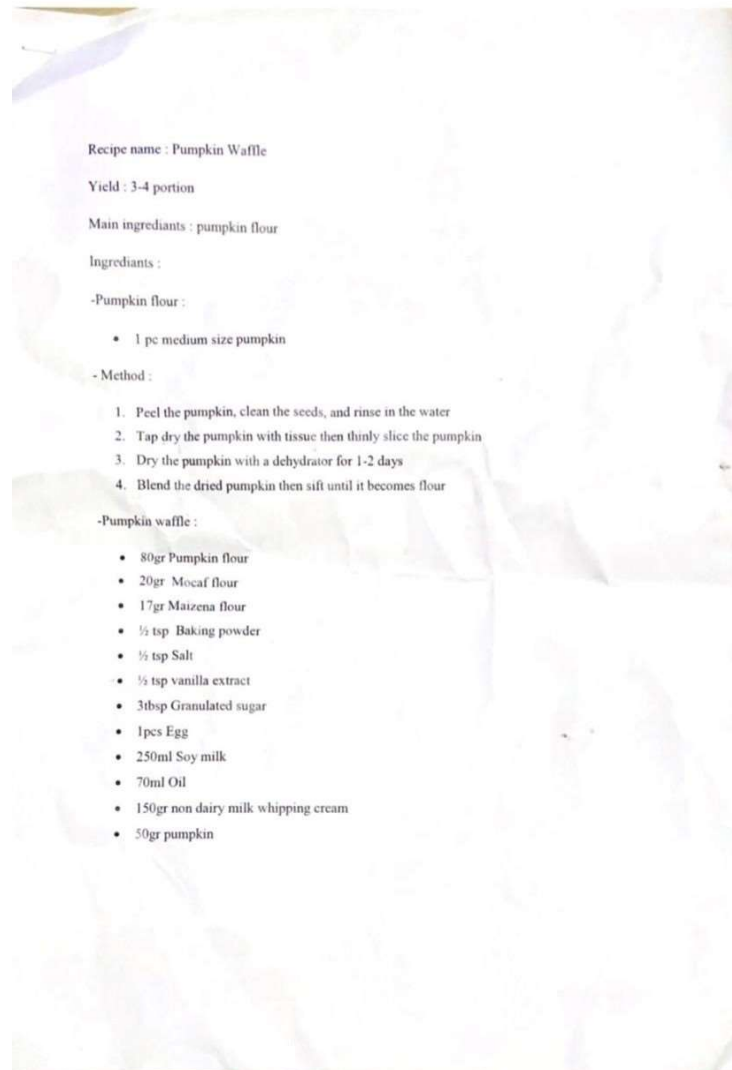 Recipe name : Pumpkin Waffle
Yield : 3-4 portion
Main ingrediants : pumpkin flour
Ingrediants :
-Pumpkin flour :
• 1 pc medium size pumpkin
- Method :
1. Peel the pumpkin, clean the seeds, and rinse in the water
2. Tap dry the pumpkin with tissue then thinly slice the pumpkin
3. Dry the pumpkin with a dehydrator for 1-2 days
4. Blend the dried pumpkin then sift until it becomes flour
-Pumpkin waffle :
• 80gr Pumpkin flour
• 20gr Mocaf flour
• 17gr Maizena flour
• ½ tsp Baking powder
• ½ tsp Salt
• ½ tsp vanilla extract
• 3tbsp Granulated sugar
• 1pcs Egg
• 250ml Soy milk
• 70ml Oil
• 150gr non dairy milk whipping cream
• 50gr pumpkin